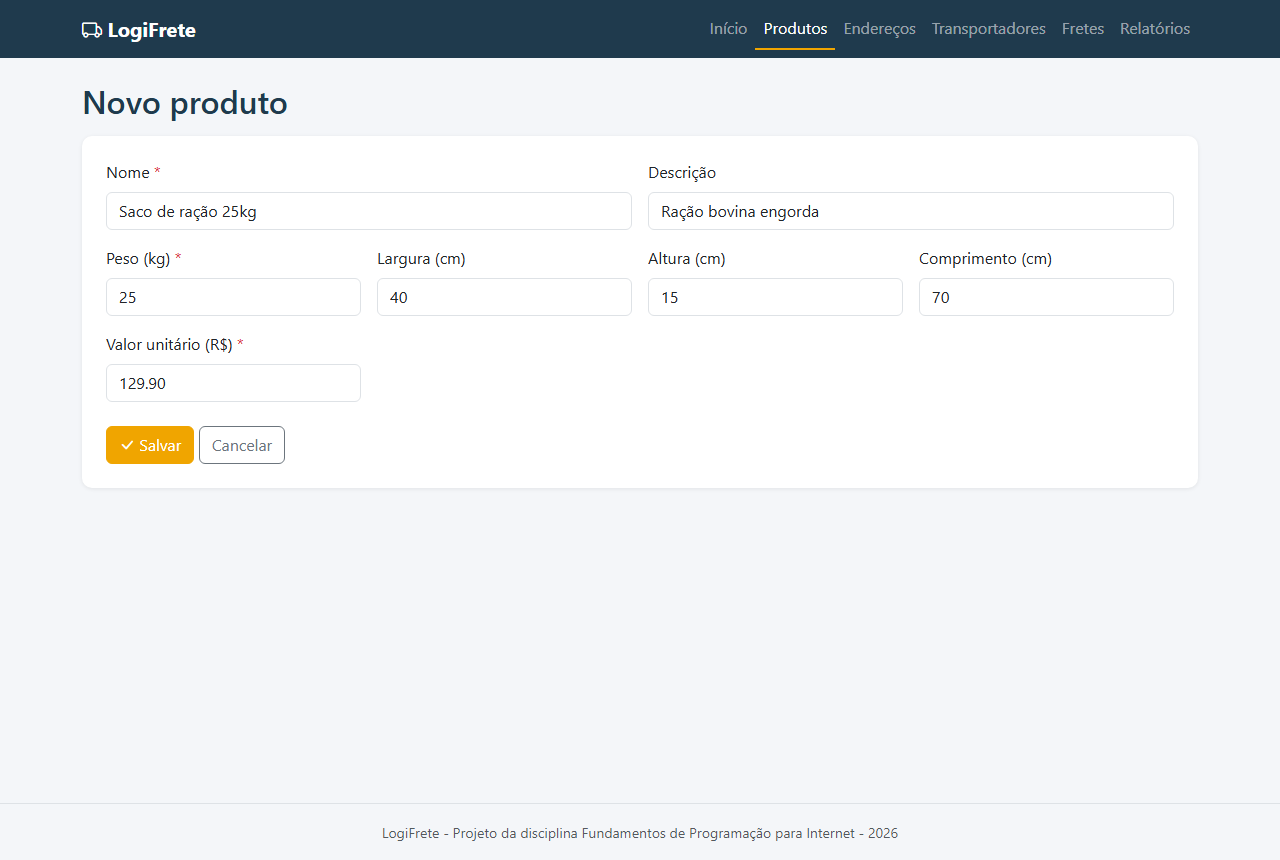 LogiFrete
Início Produtos Endereços Transportadores Fretes Relatórios
Novo produto
Nome * Descrição
Saco de ração 25kg Ração bovina engorda
Peso (kg) * Largura (cm) Altura (cm) Comprimento (cm)
25 40 15 70
Valor unitário (R$) *
129.90
Salvar Cancelar
LogiFrete - Projeto da disciplina Fundamentos de Programação para Internet - 2026